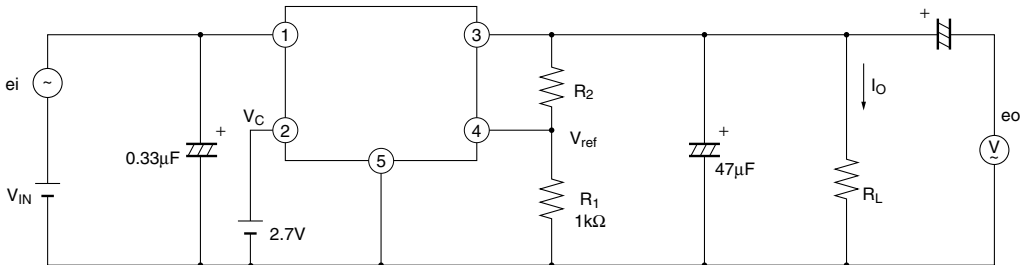 ei
~
V_IN
0.33μF
+
1
V_C
2
2.7V
5
3
4
R_2
V_ref
R_1
1kΩ
+
47μF
I_O
R_L
+
eo
V
~